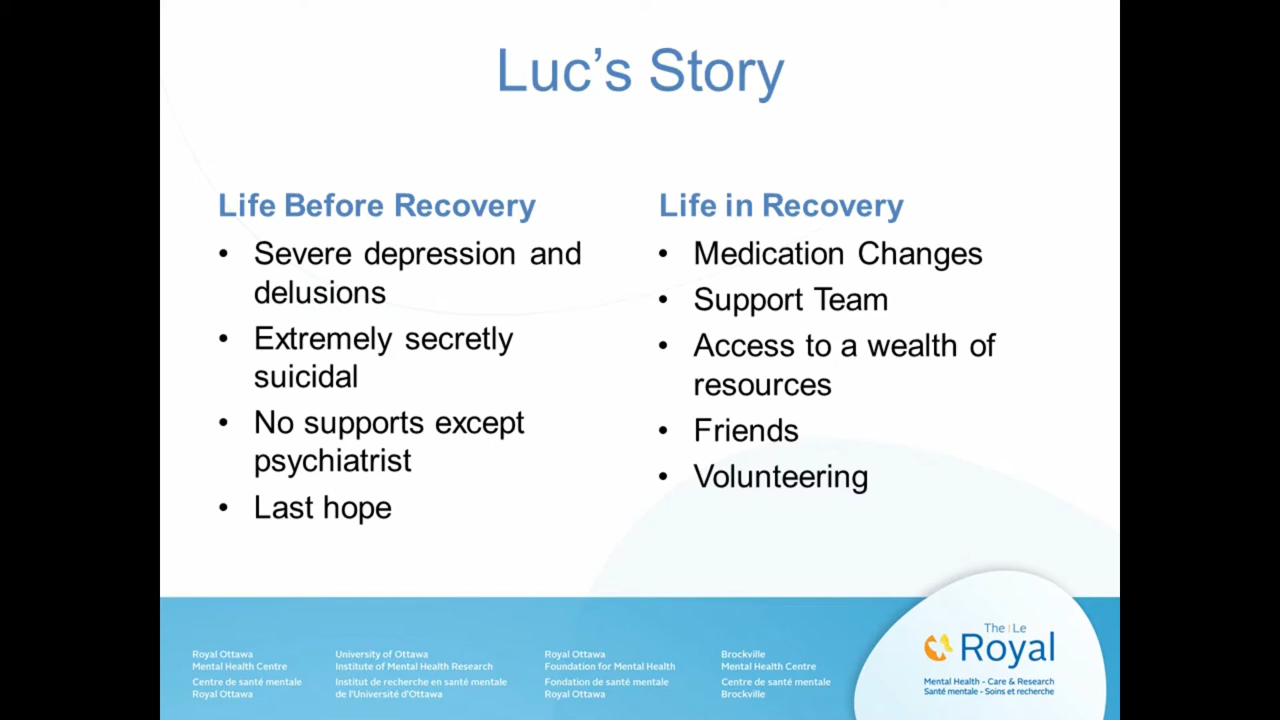 Luc’s Story
Life Before Recovery
• Severe depression and
delusions
• Extremely secretly
suicidal
• No supports except
psychiatrist
• Last hope
Life in Recovery
• Medication Changes
• Support Team
• Access to a wealth of
resources
• Friends
• Volunteering
Royal Ottawa
Mental Health Centre
Centre de santé mentale
Royal Ottawa
University of Ottawa
Institute of Mental Health Research
Institut de recherche en santé mentale
de l'Université d'Ottawa
Royal Ottawa
Foundation for Mental Health
Fondation de santé mentale
Royal Ottawa
Brockville
Mental Health Centre
Centre de santé mentale
Brockville
The | Le
Royal
Mental Health - Care & Research
Santé mentale - Soins et recherche